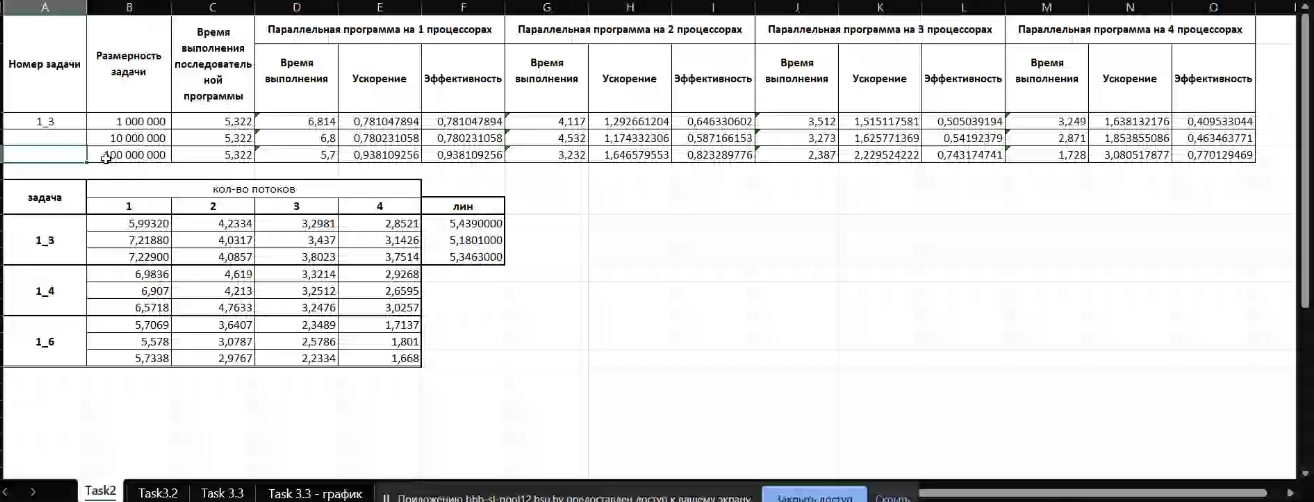 A B C D E F G H I J K L M N O
Номер задачи Размерность задачи Время выполнения последователь ной программы Параллельная программа на 1 процессорах Параллельная программа на 2 процессорах Параллельная программа на 3 процессорах Параллельная программа на 4 процессорах
Время выполнения Ускорение Эффективность Время выполнения Ускорение Эффективность Время выполнения Ускорение Эффективность Время выполнения Ускорение Эффективность
1_3 1 000 000 5,322 6,814 0,781047894 0,781047894 4,117 1,292661204 0,646330602 3,512 1,515117581 0,505039194 3,249 1,638132176 0,409533044
10 000 000 5,322 6,8 0,780231058 0,780231058 4,532 1,174332306 0,587166153 3,273 1,625771369 0,54192379 2,871 1,853855086 0,463463771
100 000 000 5,322 5,7 0,938109256 0,938109256 3,232 1,646579553 0,823289776 2,387 2,229524222 0,743174741 1,728 3,080517877 0,770129469
задача кол-во потоков
1 2 3 4 лин
1_3 5,99320 4,2334 3,2981 2,8521 5,4390000
7,21880 4,0317 3,437 3,1426 5,1801000
7,22900 4,0857 3,8023 3,7514 5,3463000
1_4 6,9836 4,619 3,3214 2,9268
6,907 4,213 3,2512 2,6595
6,5718 4,7633 3,2476 3,0257
1_6 5,7069 3,6407 2,3489 1,7137
5,578 3,0787 2,5786 1,801
5,7338 2,9767 2,2334 1,668
Task2 Task3.2 Task 3.3 Task 3.3 - график
Приложению bbb-sl-pool12.bsu.by предоставлен доступ к вашему экрану. Закрыть доступ Скрыть